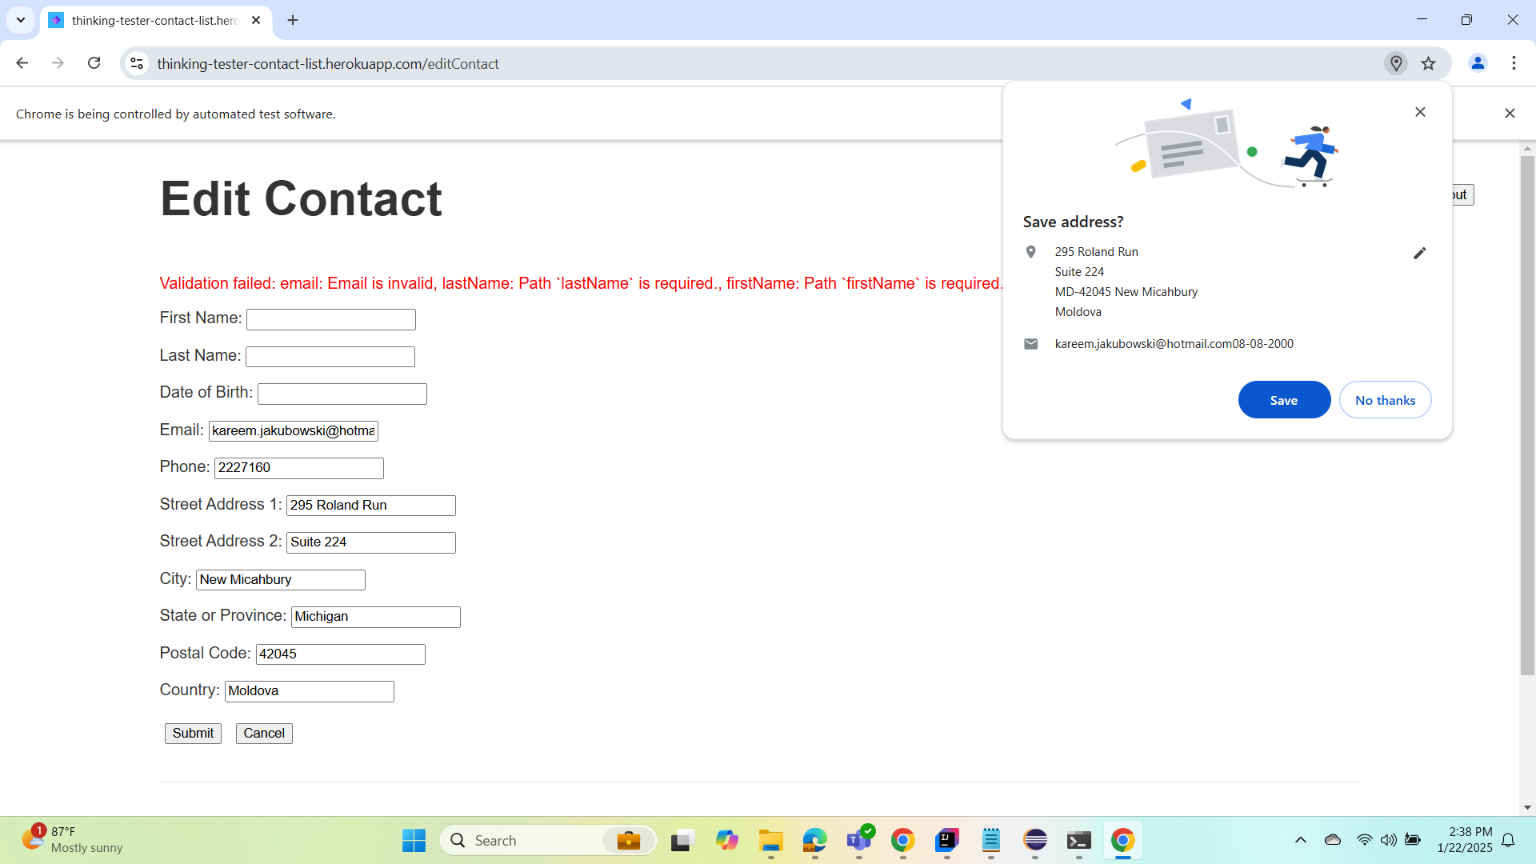 thinking-tester-contact-list.herc
thinking-tester-contact-list.herokuapp.com/editContact
Chrome is being controlled by automated test software.
Edit Contact
out
Validation failed: email: Email is invalid, lastName: Path `lastName` is required., firstName: Path `firstName` is required.
First Name:
Last Name:
Date of Birth:
Email: kareem.jakubowski@hotma
Phone: 2227160
Street Address 1: 295 Roland Run
Street Address 2: Suite 224
City: New Micahbury
State or Province: Michigan
Postal Code: 42045
Country: Moldova
Submit Cancel
Save address?
295 Roland Run
Suite 224
MD-42045 New Micahbury
Moldova
kareem.jakubowski@hotmail.com08-08-2000
Save No thanks
1
87°F
Mostly sunny
Search
2:38 PM
1/22/2025